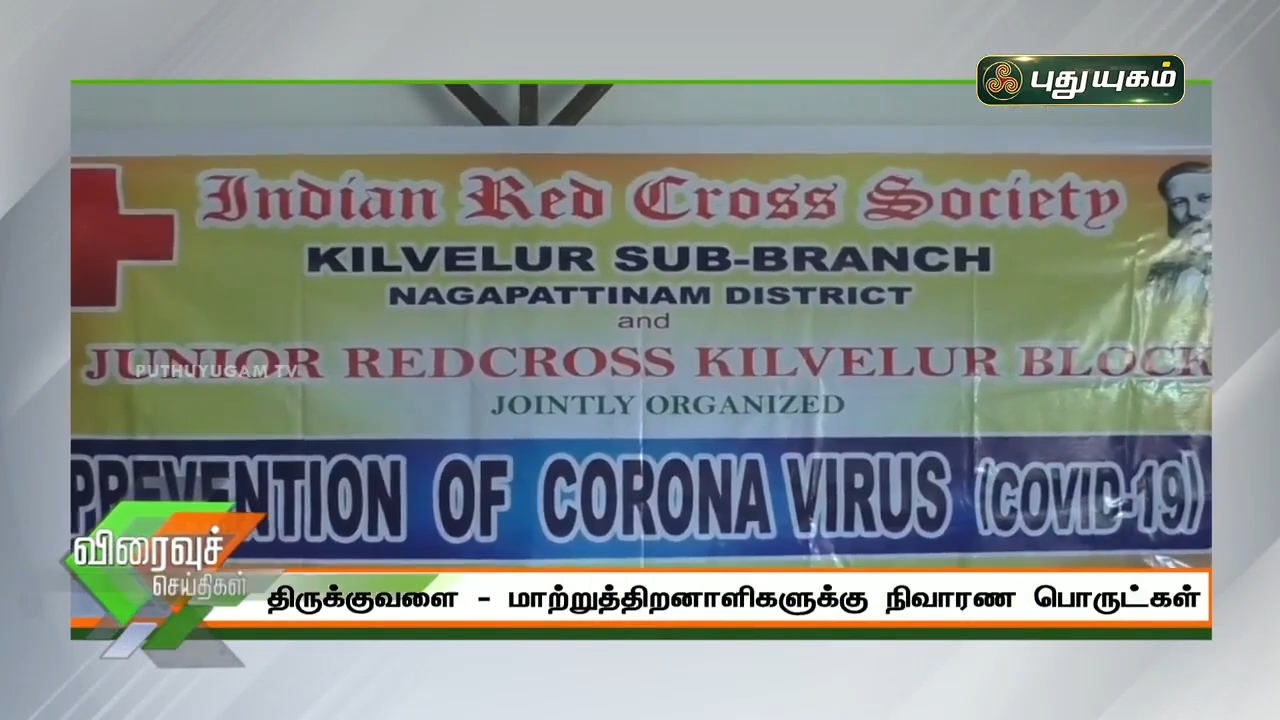 புதுயுகம்
Indian Red Cross Society
KILVELUR SUB-BRANCH
NAGAPATTINAM DISTRICT
and
JUNIOR REDCROSS KILVELUR BLOCK
PUTHUYUGAM TV
JOINTLY ORGANIZED
PREVENTION OF CORONA VIRUS (COVID-19)
விரைவுச்
செய்திகள்
திருக்குவளை - மாற்றுத்திறனாளிகளுக்கு நிவாரண பொருட்கள்